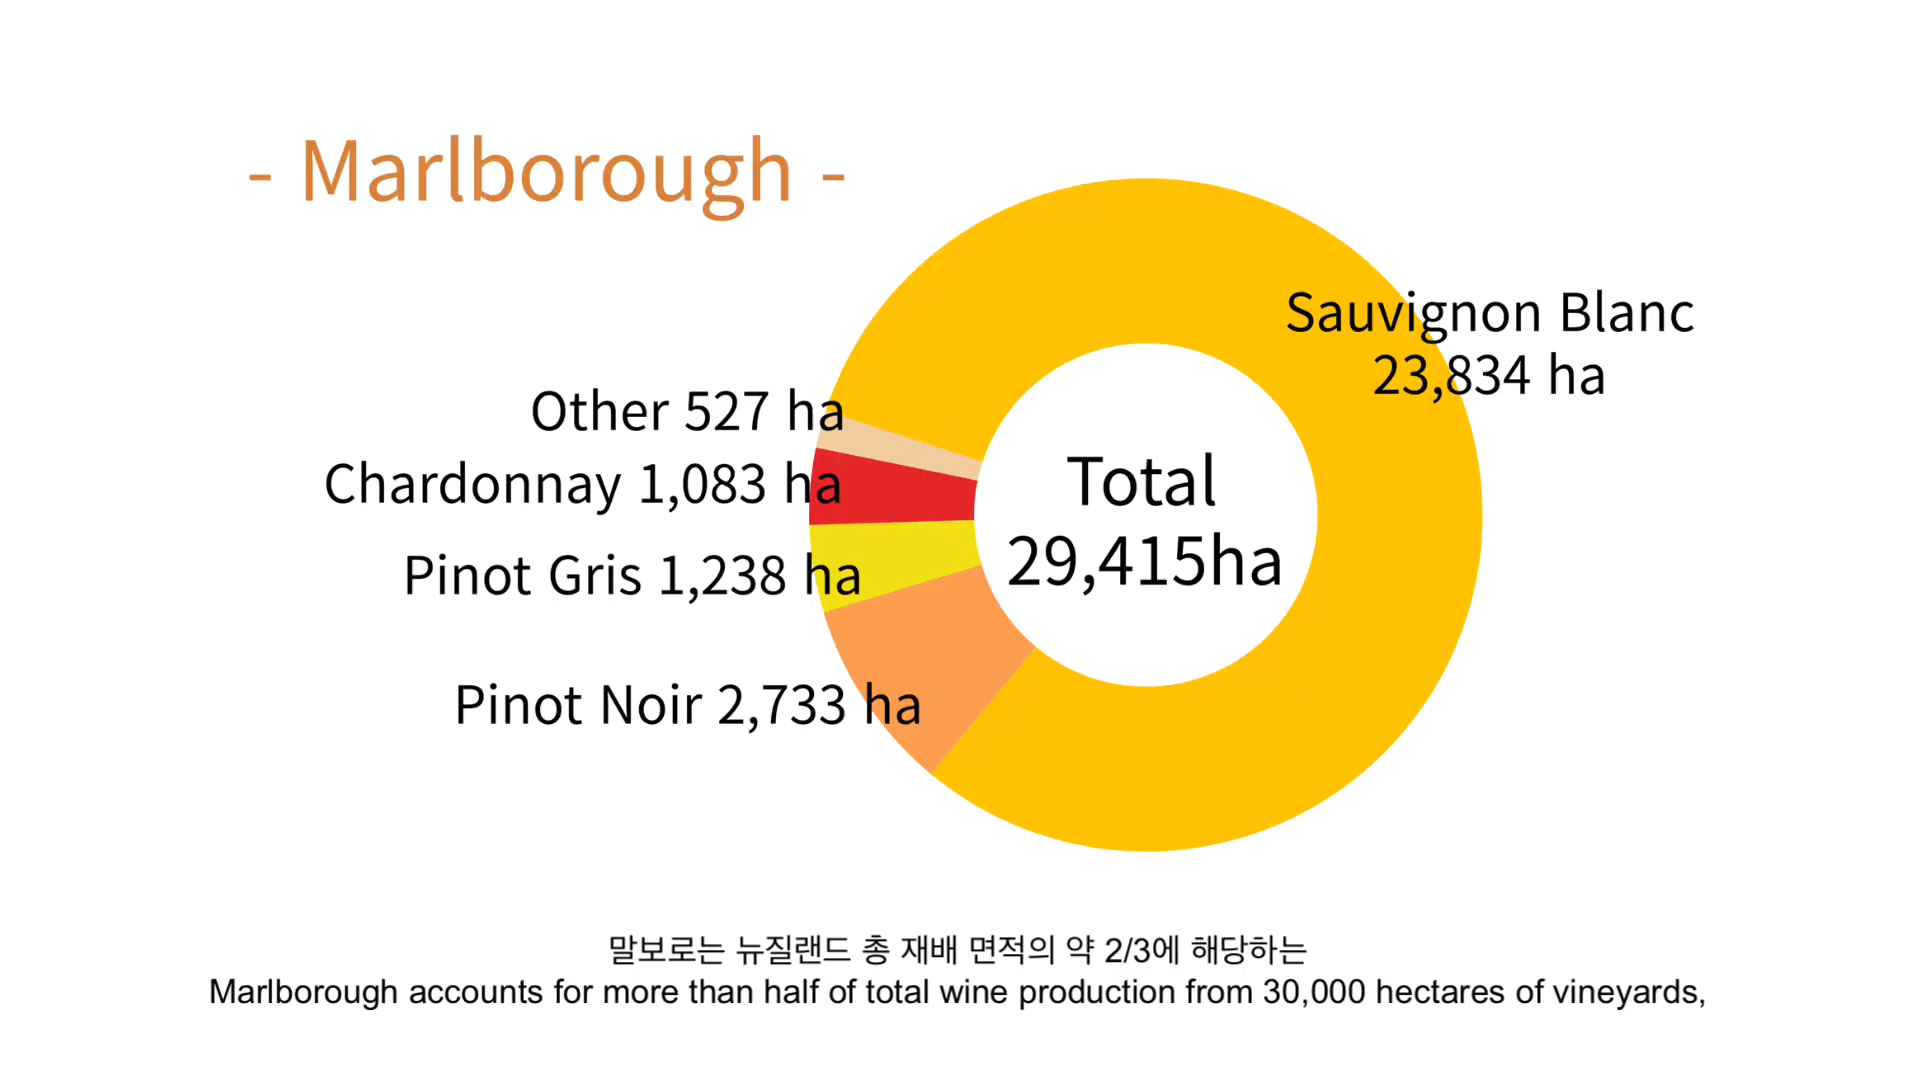 - Marlborough -
Sauvignon Blanc
23,834 ha
Other 527 ha
Chardonnay 1,083 ha
Total
29,415ha
Pinot Gris 1,238 ha
Pinot Noir 2,733 ha
말보로는 뉴질랜드 총 재배 면적의 약 2/3에 해당하는
Marlborough accounts for more than half of total wine production from 30,000 hectares of vineyards,